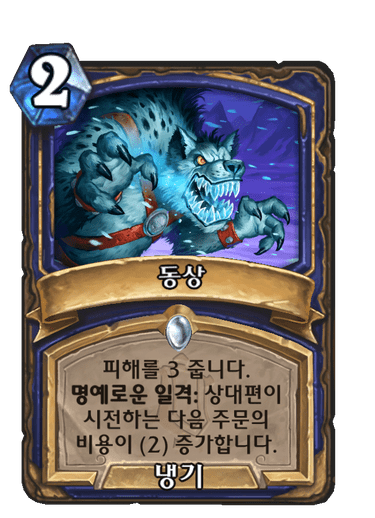 2
동상
피해를 3 줍니다.
명예로운 일격: 상대편이
시전하는 다음 주문의
비용이 (2) 증가합니다.
냉기